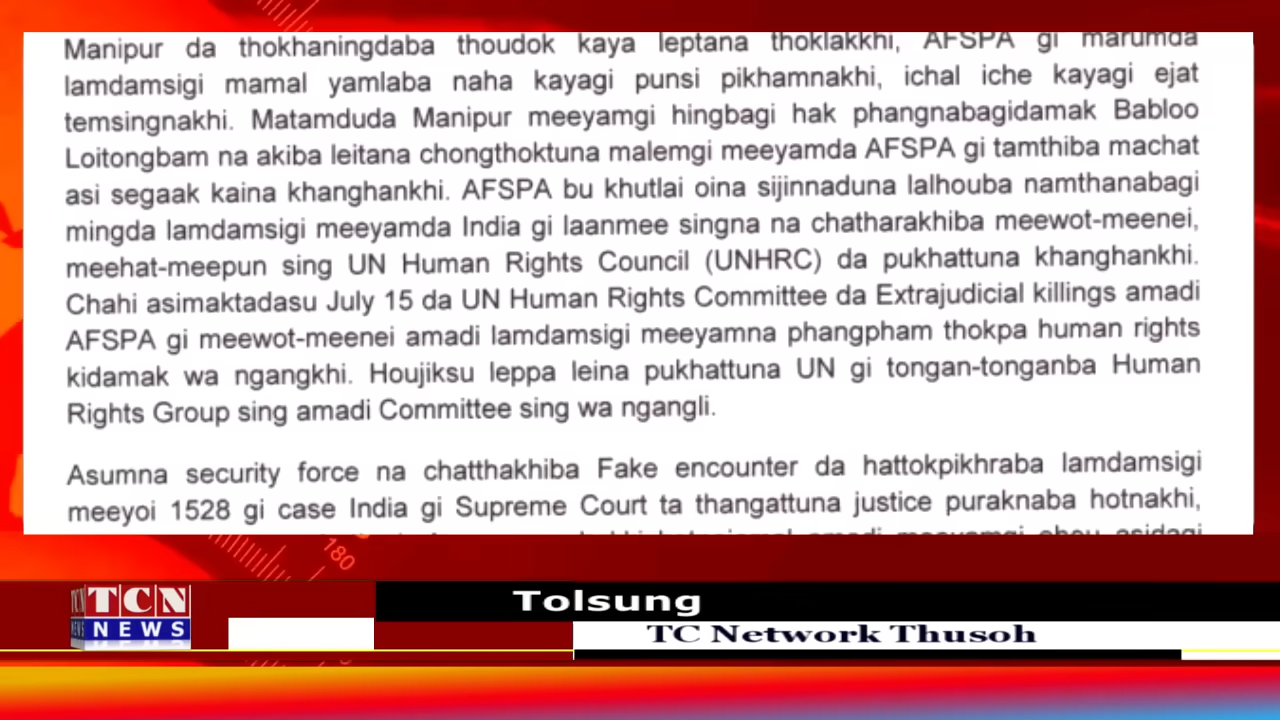 Manipur da thokhaningdaba thoudok kaya leptana thoklakkhi, AFSPA gi marumda
lamdamsigi mamal yamlaba naha kayagi punsi pikhamnakhi, ichal iche kayagi ejat
temsingnakhi. Matamduda Manipur meeyamgi hingbagi hak phangnabagidamak Babloo
Loitongbam na akiba leitana chongthoktuna malemgi meeyamda AFSPA gi tamthiba machat
asi segaak kaina khanghankhi. AFSPA bu khutlai oina sijinnaduna lalhouba namthanabagi
mingda lamdamsigi meeyamda India gi laanmee singna na chatharakhiba meewot-meenei,
meehat-meepun sing UN Human Rights Council (UNHRC) da pukhattuna khanghankhi.
Chahi asimaktadasu July 15 da UN Human Rights Committee da Extrajudicial killings amadi
AFSPA gi meewot-meenei amadi lamdamsigi meeyamna phangpham thokpa human rights
kidamak wa ngangkhi. Houjiksu leppa leina pukhattuna UN gi tongan-tonganba Human
Rights Group sing amadi Committee sing wa ngangli.
Asumna security force na chatthakhiba Fake encounter da hattokpikhraba lamdamsigi
meeyoi 1528 gi case India gi Supreme Court ta thangattuna justice puraknaba hotnakhi,
amadi meeyamgi ehou asidagi
180
TCN
NEWS
Tolsung
TC Network Thusoh